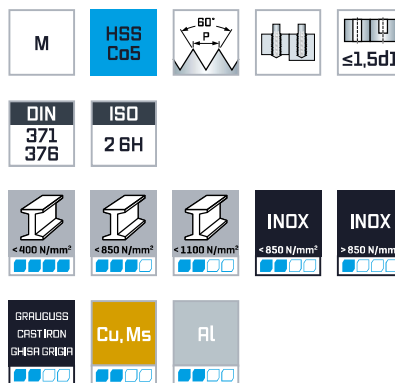 M
HSS
Co5
60°
P
≤1,5d1
DIN
371
376
ISO
2 6H
<400 N/mm²
<850 N/mm²
<1100 N/mm²
INOX
<850 N/mm²
INOX
>850 N/mm²
GRAUGUSS
CAST IRON
GHISA GRIGIA
Cu, Ms
Al